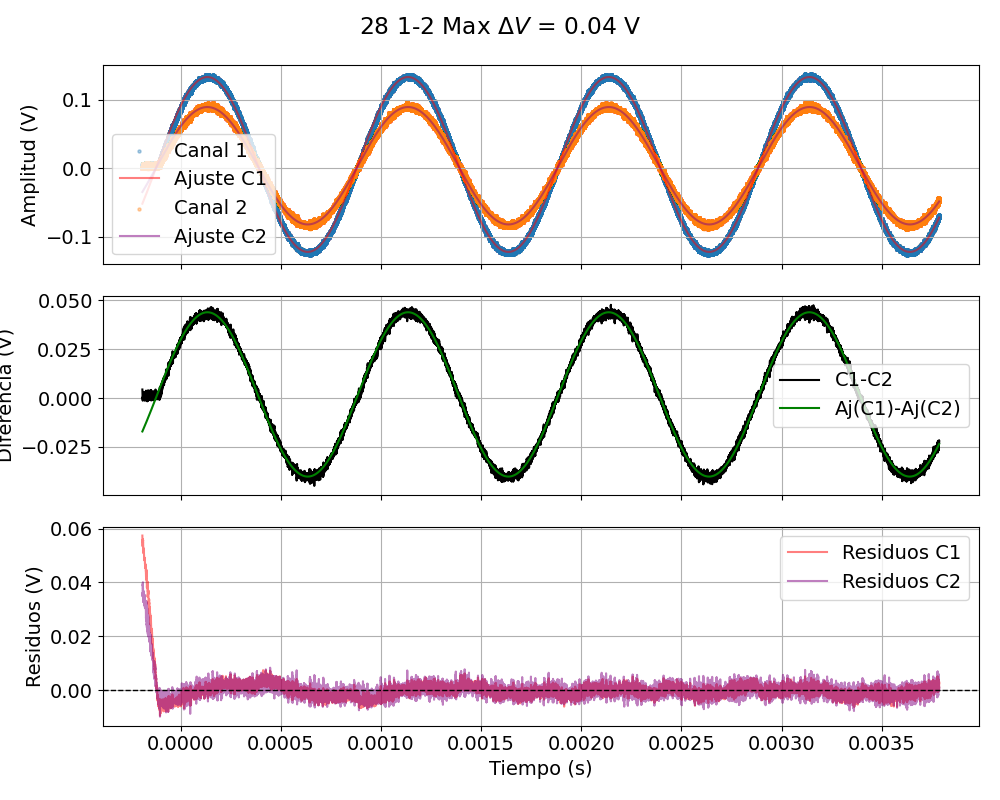 28 1-2 Max ΔV = 0.04 V
Amplitud (V)
0.1
0.0
−0.1
Canal 1
Ajuste C1
Canal 2
Ajuste C2
Diferencia (V)
0.050
0.025
0.000
−0.025
C1-C2
Aj(C1)-Aj(C2)
Residuos (V)
0.06
0.04
0.02
0.00
Residuos C1
Residuos C2
0.0000 0.0005 0.0010 0.0015 0.0020 0.0025 0.0030 0.0035
Tiempo (s)